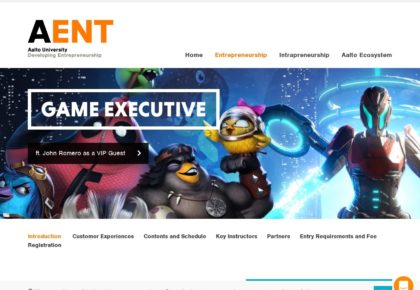 AENT
Aalto University
Developing Entrepreneurship
Home Entrepreneurship Intrapreneurship Aalto Ecosystem
GAME EXECUTIVE
ft. John Romero as a VIP Guest
Introduction Customer Experiences Contents and Schedule Key Instructors Partners Entry Requirements and Fee
Registration